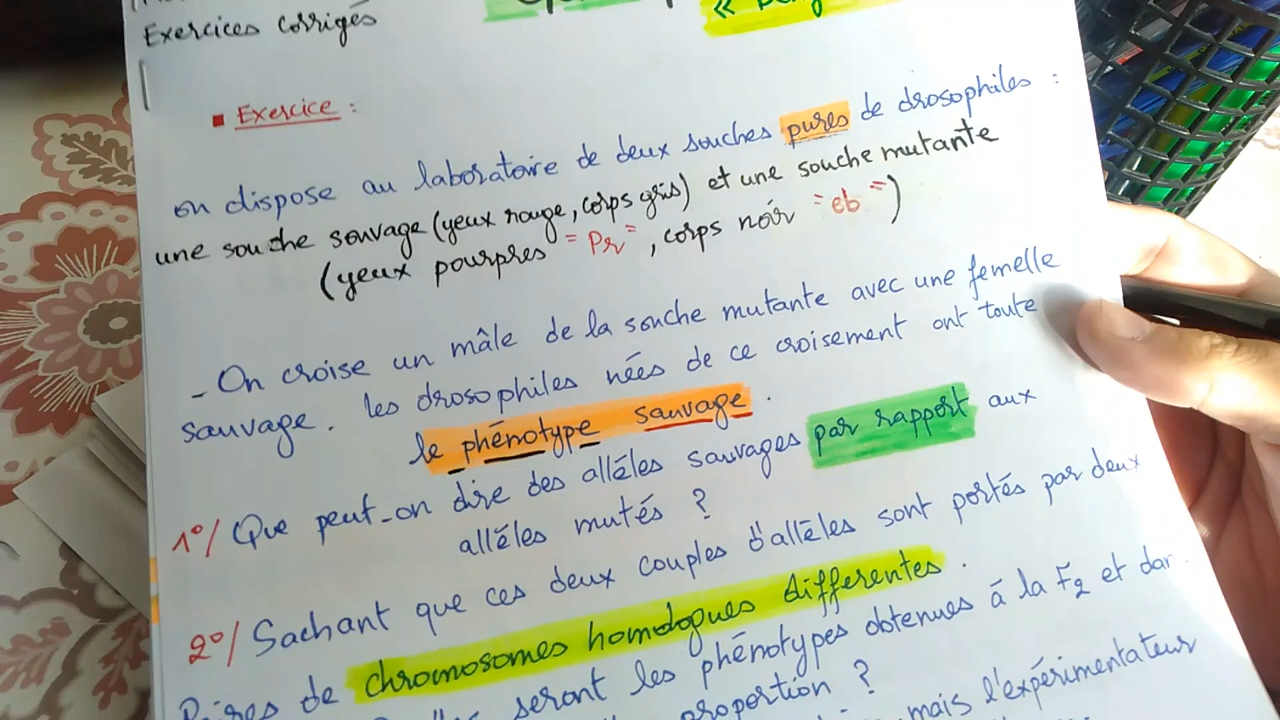 Exercices corrigés
▪ Exercice :
on dispose au laboratoire de deux souches pures de drosophiles :
une souche sauvage (yeux rouge, corps gris) et une souche mutante
(yeux pourpres "Pr", corps noir "eb")
- On croise un mâle de la souche mutante avec une femelle
sauvage. les drosophiles nées de ce croisement ont toute
le phénotype sauvage.
1°/ Que peut-on dire des allèles sauvages par rapport aux
allèles mutés ?
2°/ Sachant que ces deux couples d'allèles sont portés par deux
Paires de chromosomes homologues differentes.
seront les phénotypes obtenues à la F2 et dar
proportion ?
mais l'expérimentateur